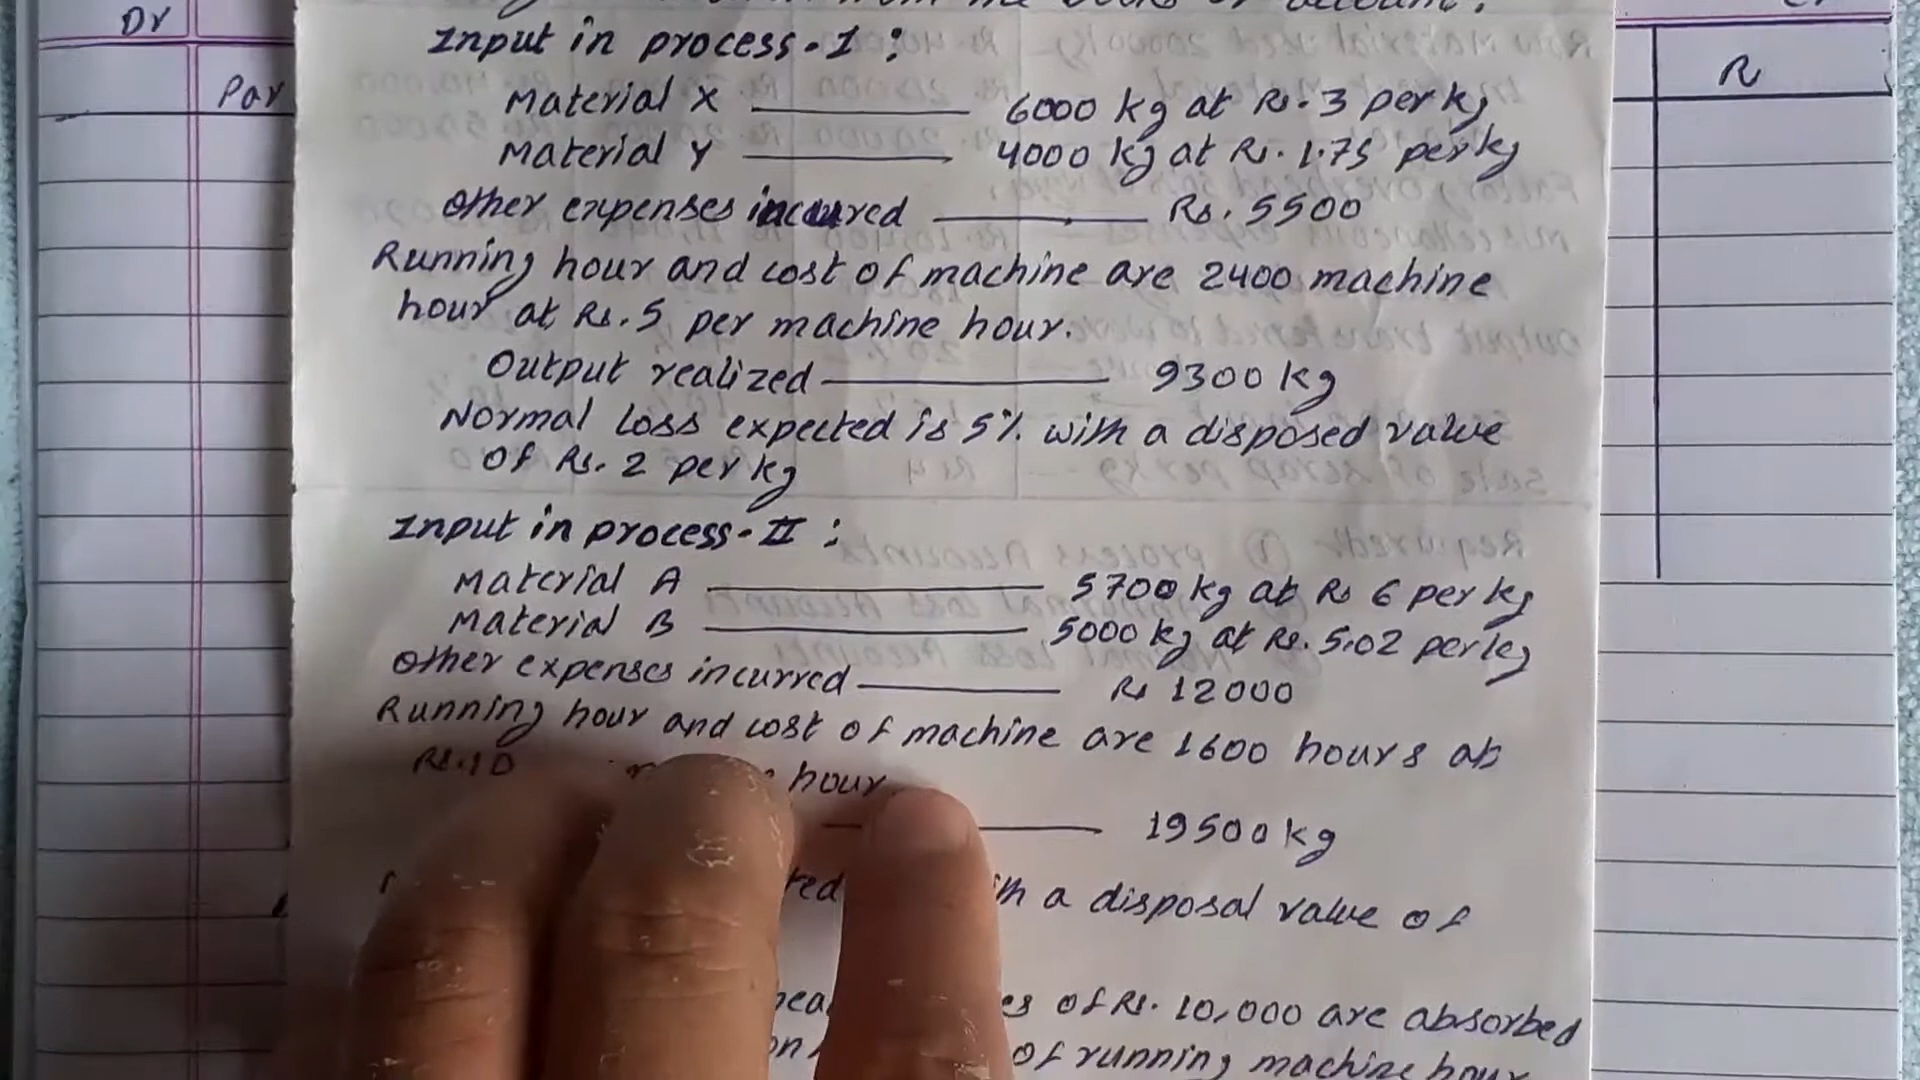 Dr
Par
R
Input in process-I :
Material X 6000 kg at Rs. 3 per kg
Material Y 4000 kg at Rs. 1.75 per kg
Other expenses incurred Rs. 5500
Running hour and cost of machine are 2400 machine
hour at Rs. 5 per machine hour.
Output realized 9300 kg
Normal loss expected is 5% with a disposed value
of Rs. 2 per kg
Input in process-II :
Material A 5700 kg at Rs 6 per kg
Material B 5000 kg at Rs. 5.02 per kg
Other expenses incurred Rs 12000
Running hour and cost of machine are 1600 hours at
Rs. 10 hour.
19500 kg
a disposal value of
of Rs. 10,000 are absorbed
of running machine hour